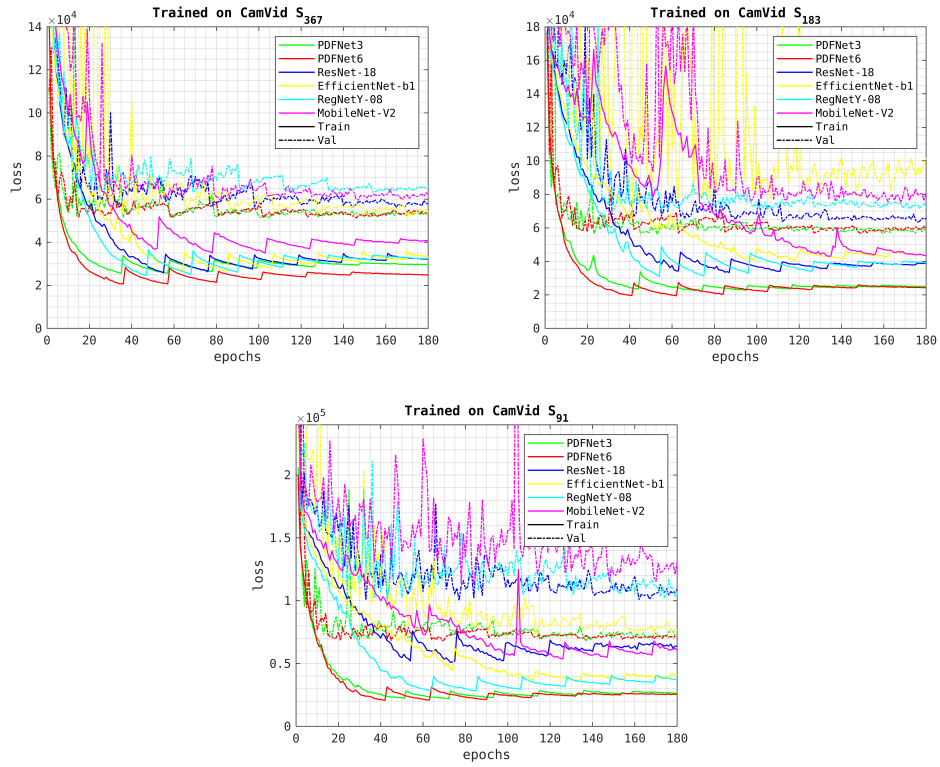 Trained on CamVid S367
×10^4
14
12
10
8
6
4
2
0
loss
0 20 40 60 80 100 120 140 160 180
epochs
PDFNet3
PDFNet6
ResNet-18
EfficientNet-b1
RegNetY-08
MobileNet-V2
Train
Val
Trained on CamVid S183
×10^4
18
16
14
12
10
8
6
4
2
0
loss
0 20 40 60 80 100 120 140 160 180
epochs
PDFNet3
PDFNet6
ResNet-18
EfficientNet-b1
RegNetY-08
MobileNet-V2
Train
Val
Trained on CamVid S91
×10^5
2
1.5
1
0.5
0
loss
0 20 40 60 80 100 120 140 160 180
epochs
PDFNet3
PDFNet6
ResNet-18
EfficientNet-b1
RegNetY-08
MobileNet-V2
Train
Val